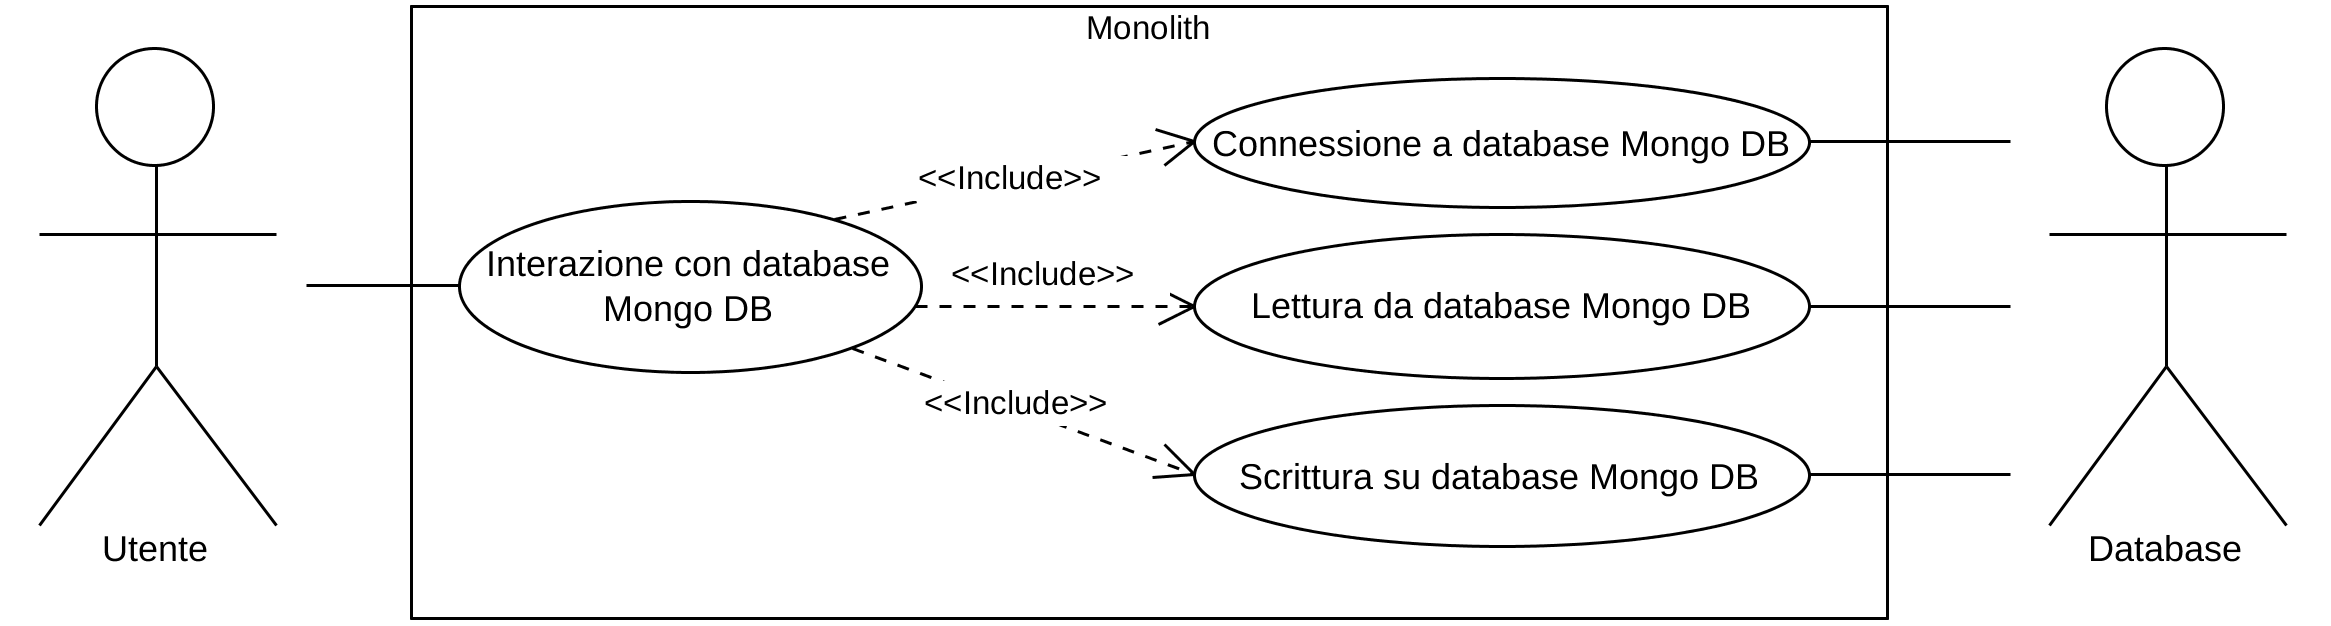 Monolith
Connessione a database Mongo DB
<<Include>>
Interazione con database
Mongo DB
<<Include>>
Lettura da database Mongo DB
<<Include>>
Scrittura su database Mongo DB
Utente
Database